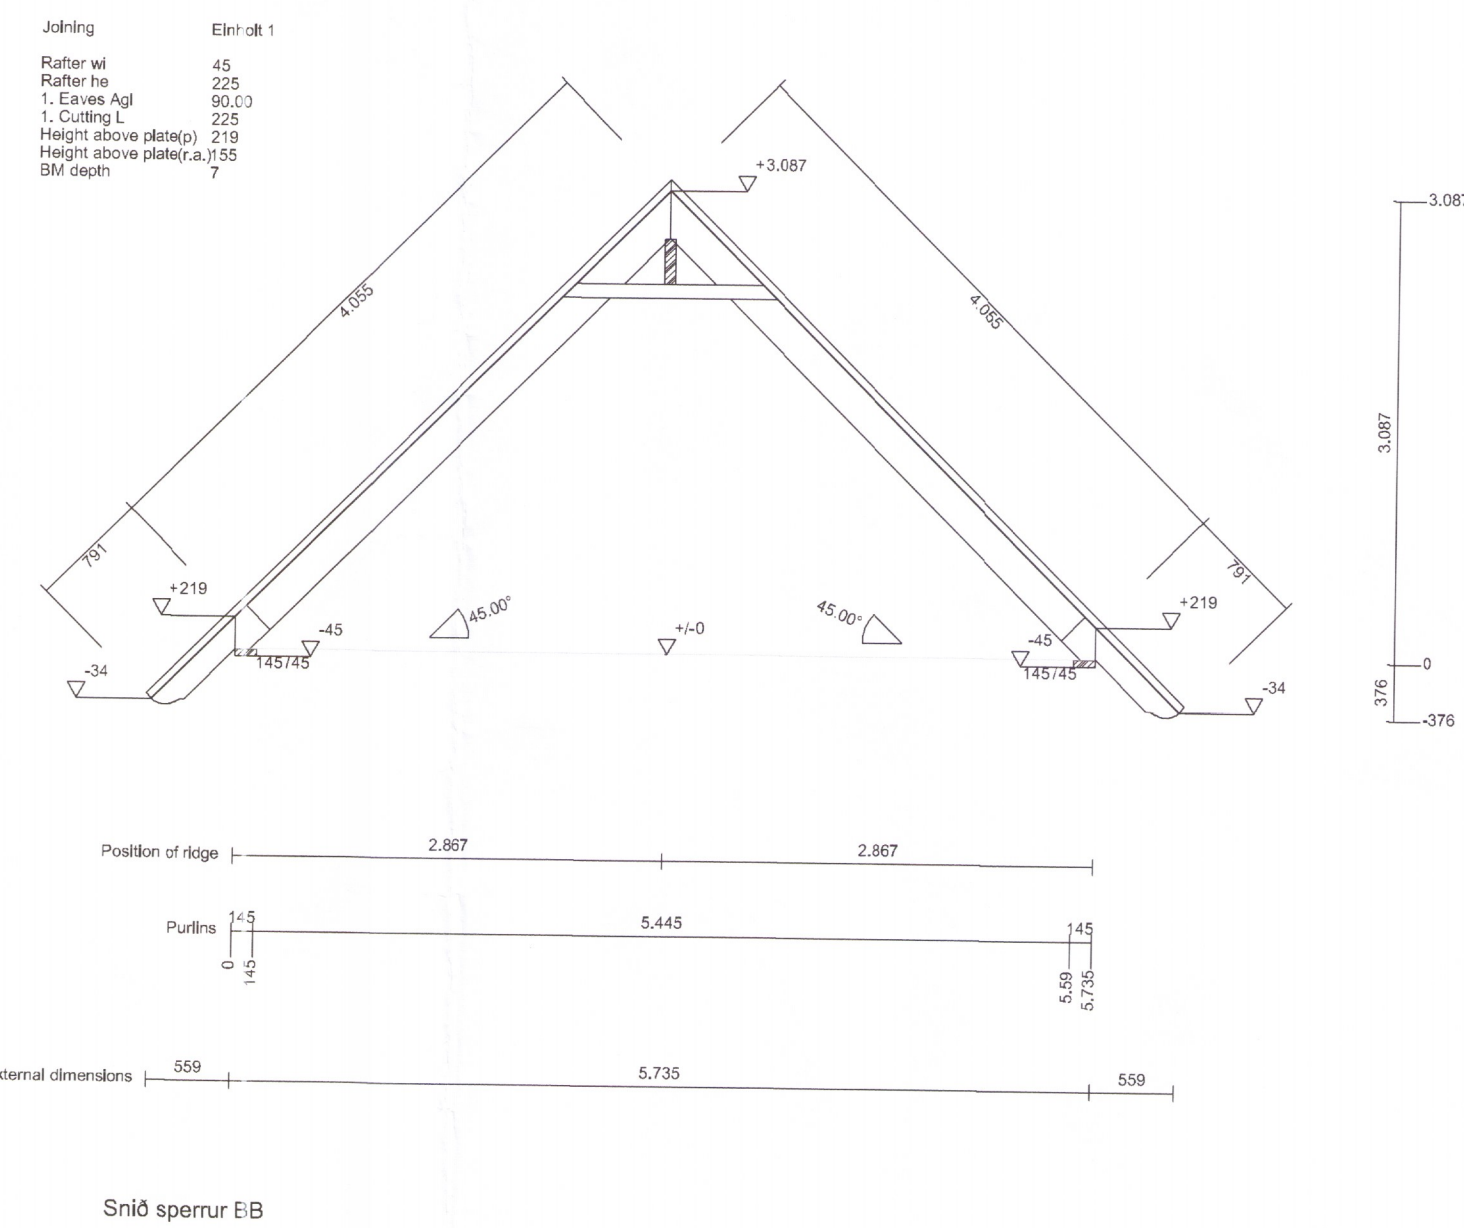 Joining Einholt 1
Rafter wi 45
Rafter he 225
1. Eaves Agl 90.00
1. Cutting L 225
Height above plate(p) 219
Height above plate(r.a.)155
BM depth 7
+3.087
3.087
4.055
4.055
3.087
791
791
+219
45.00°
45.00°
+219
-45
+/-0
-45
145/45
145/45
0
-34
-34
376
-376
Position of ridge 2.867 2.867
145 5.445 145
Purlins
0 145 5.59 5.735
559 5.735 559
xternal dimensions
Snið sperrur BB